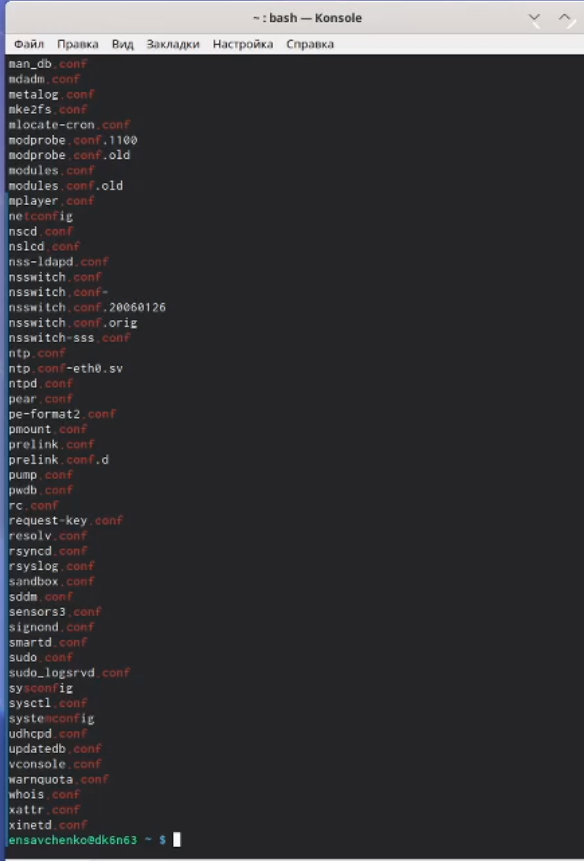 ~ : bash — Konsole
Файл Правка Вид Закладки Настройка Справка
man_db.conf
mdadm.conf
metalog.conf
mke2fs.conf
mlocate-cron.conf
modprobe.conf.1100
modprobe.conf.old
modules.conf
modules.conf.old
mplayer.conf
netconfig
nscd.conf
nslcd.conf
nss-ldapd.conf
nsswitch.conf
nsswitch.conf-
nsswitch.conf.20060126
nsswitch.conf.orig
nsswitch-sss.conf
ntp.conf
ntp.conf-eth0.sv
ntpd.conf
pear.conf
pe-format2.conf
pmount.conf
prelink.conf
prelink.conf.d
pump.conf
pwdb.conf
rc.conf
request-key.conf
resolv.conf
rsyncd.conf
rsyslog.conf
sandbox.conf
sddm.conf
sensors3.conf
signond.conf
smartd.conf
sudo.conf
sudo_logsrvd.conf
sysconfig
sysctl.conf
systemconfig
udhcpd.conf
updatedb.conf
vconsole.conf
warnquota.conf
whois.conf
xattr.conf
xinetd.conf
ensavchenko@dk6n63 ~ $